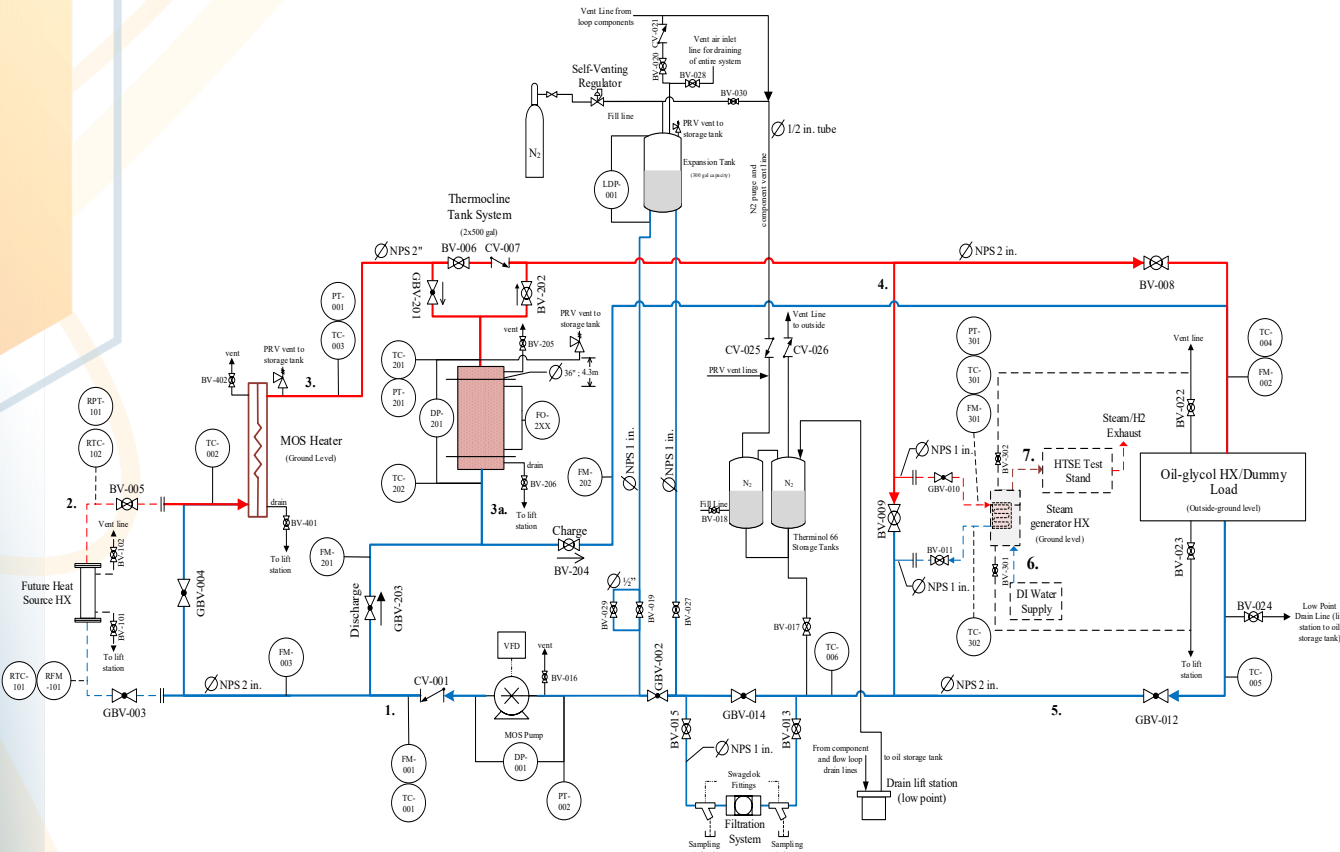 Vent Line from
loop components
CV-021
BV-020
Vent air inlet
line for draining
of entire system
BV-028
Self-Venting
Regulator
BV-030
Fill line
PRV vent to
storage tank
1/2 in. tube
N2
Expansion Tank
(300 gal capacity)
LDP-
001
N2 purge and
component vent line
Thermocline
Tank System
(2x500 gal)
NPS 2"
BV-006
CV-007
GBV-201
BV-202
NPS 2 in.
BV-008
4.
PT-
001
TC-
003
vent
PRV vent to
storage tank
BV-205
TC-
201
PT-
201
DP-
201
36" ; 4.3m
FO-
2XX
TC-
202
drain
BV-206
To lift
station
3a.
vent
BV-402
PRV vent to
storage tank
3.
MOS Heater
(Ground Level)
TC-
002
drain
BV-401
To lift
station
RPT-
101
RTC-
102
2.
BV-005
Vent line
BV-102
Future Heat
Source HX
BV-101
To lift
station
RTC-
101
RFM
-101
GBV-003
GBV-004
NPS 2 in.
FM-
003
FM-
201
Discharge
GBV-203
Charge
BV-204
FM-
202
NPS 1 in.
NPS 1 in.
½"
BV-029
BV-019
BV-027
CV-001
1.
FM-
001
TC-
001
VFD
vent
BV-016
MOS Pump
DP-
001
PT-
002
GBV-002
GBV-014
BV-015
BV-013
NPS 1 in.
Swagelok
Fittings
Filtration
System
Sampling
Sampling
CV-025
CV-026
Vent Line
to outside
PRV vent lines
N2
N2
Fill Line
BV-018
Therminol 66
Storage Tanks
BV-017
TC-
006
From component
and flow loop
drain lines
to oil storage tank
Drain lift station
(low point)
PT-
301
TC-
301
FM-
301
NPS 1 in.
GBV-010
BV-009
BV-011
NPS 1 in.
TC-
302
BV-302
7.
HTSE Test
Stand
Steam/H2
Exhaust
Steam
generator HX
(Ground level)
BV-301
6.
DI Water
Supply
Vent line
BV-022
TC-
004
FM-
002
Oil-glycol HX/Dummy
Load
(Outside-ground level)
BV-023
To lift
station
BV-024
Low Point
Drain Line (li
station to oil
storage tank)
TC-
005
NPS 2 in.
5.
GBV-012